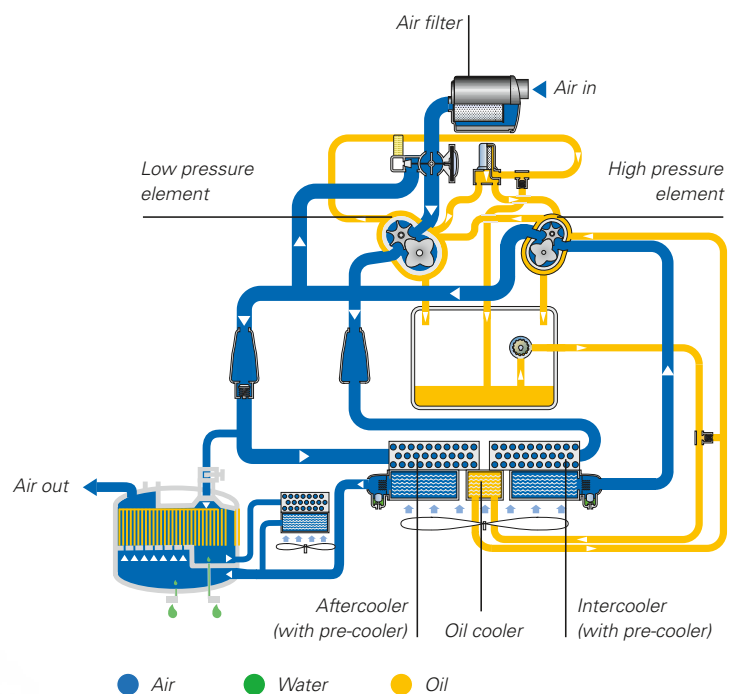 Air filter
Air in
Low pressure
element
High pressure
element
Air out
Aftercooler
(with pre-cooler)
Oil cooler
Intercooler
(with pre-cooler)
Air
Water
Oil